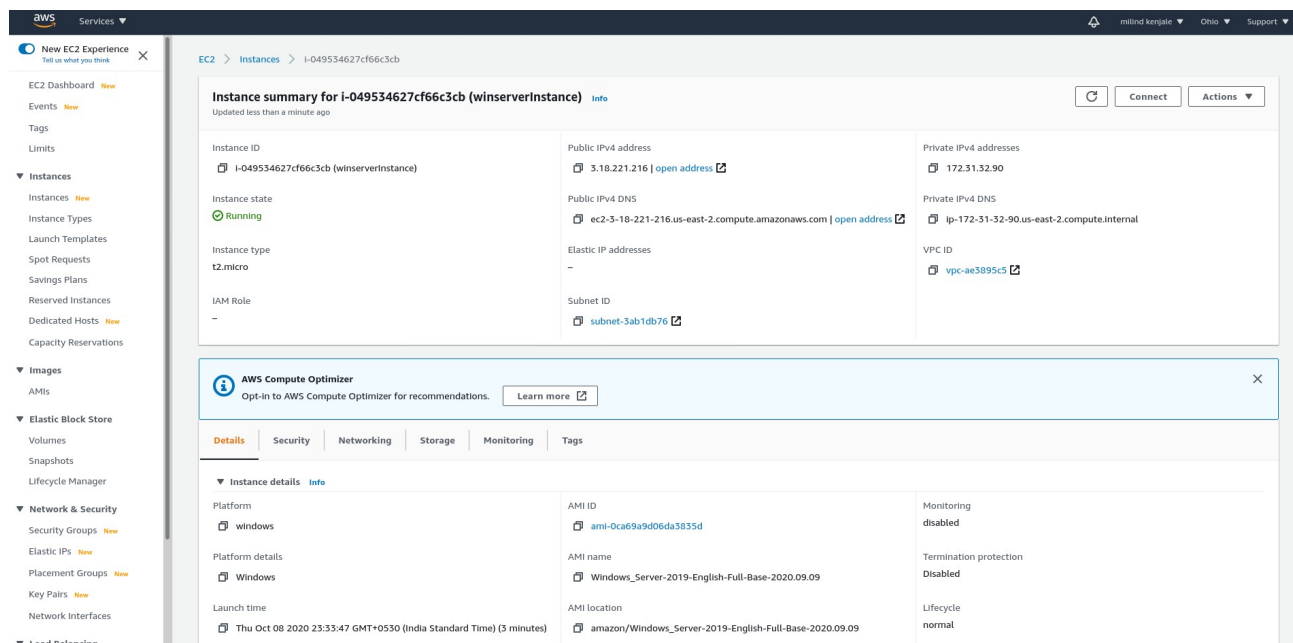 aws Services ▼ milind kenjale ▼ Ohio ▼ Support ▼
New EC2 Experience
Tell us what you think
EC2 Dashboard New
Events New
Tags
Limits
▼ Instances
Instances New
Instance Types
Launch Templates
Spot Requests
Savings Plans
Reserved Instances
Dedicated Hosts New
Capacity Reservations
▼ Images
AMIs
▼ Elastic Block Store
Volumes
Snapshots
Lifecycle Manager
▼ Network & Security
Security Groups New
Elastic IPs New
Placement Groups New
Key Pairs New
Network Interfaces
▼ Load Balancing
EC2 > Instances > i-049534627cf66c3cb
Instance summary for i-049534627cf66c3cb (winserverInstance) Info
Updated less than a minute ago
Connect Actions ▼
Instance ID
i-049534627cf66c3cb (winserverInstance)
Public IPv4 address
3.18.221.216 | open address
Private IPv4 addresses
172.31.32.90
Instance state
Running
Public IPv4 DNS
ec2-3-18-221-216.us-east-2.compute.amazonaws.com | open address
Private IPv4 DNS
ip-172-31-32-90.us-east-2.compute.internal
Instance type
t2.micro
Elastic IP addresses
–
VPC ID
vpc-ae3895c5
IAM Role
–
Subnet ID
subnet-3ab1db76
AWS Compute Optimizer
Opt-in to AWS Compute Optimizer for recommendations. Learn more
Details Security Networking Storage Monitoring Tags
▼ Instance details Info
Platform
windows
AMI ID
ami-0ca69a9d06da3835d
Monitoring
disabled
Platform details
Windows
AMI name
Windows_Server-2019-English-Full-Base-2020.09.09
Termination protection
Disabled
Launch time
Thu Oct 08 2020 23:33:47 GMT+0530 (India Standard Time) (3 minutes)
AMI location
amazon/Windows_Server-2019-English-Full-Base-2020.09.09
Lifecycle
normal